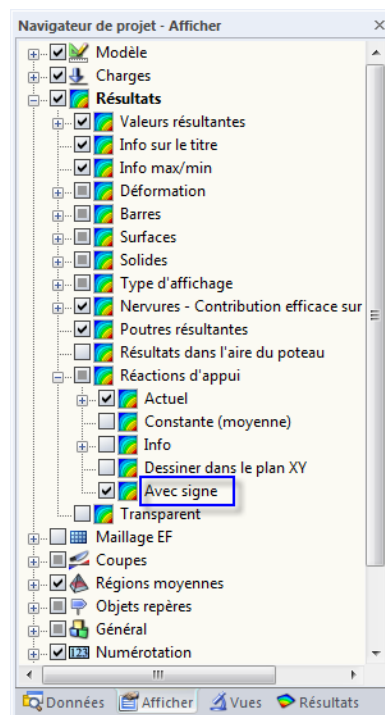 Navigateur de projet - Afficher
Modèle
Charges
Résultats
Valeurs résultantes
Info sur le titre
Info max/min
Déformation
Barres
Surfaces
Solides
Type d'affichage
Nervures - Contribution efficace sur
Poutres résultantes
Résultats dans l'aire du poteau
Réactions d'appui
Actuel
Constante (moyenne)
Info
Dessiner dans le plan XY
Avec signe
Transparent
Maillage EF
Coupes
Régions moyennes
Objets repères
Général
123 Numérotation
Données Afficher Vues Résultats